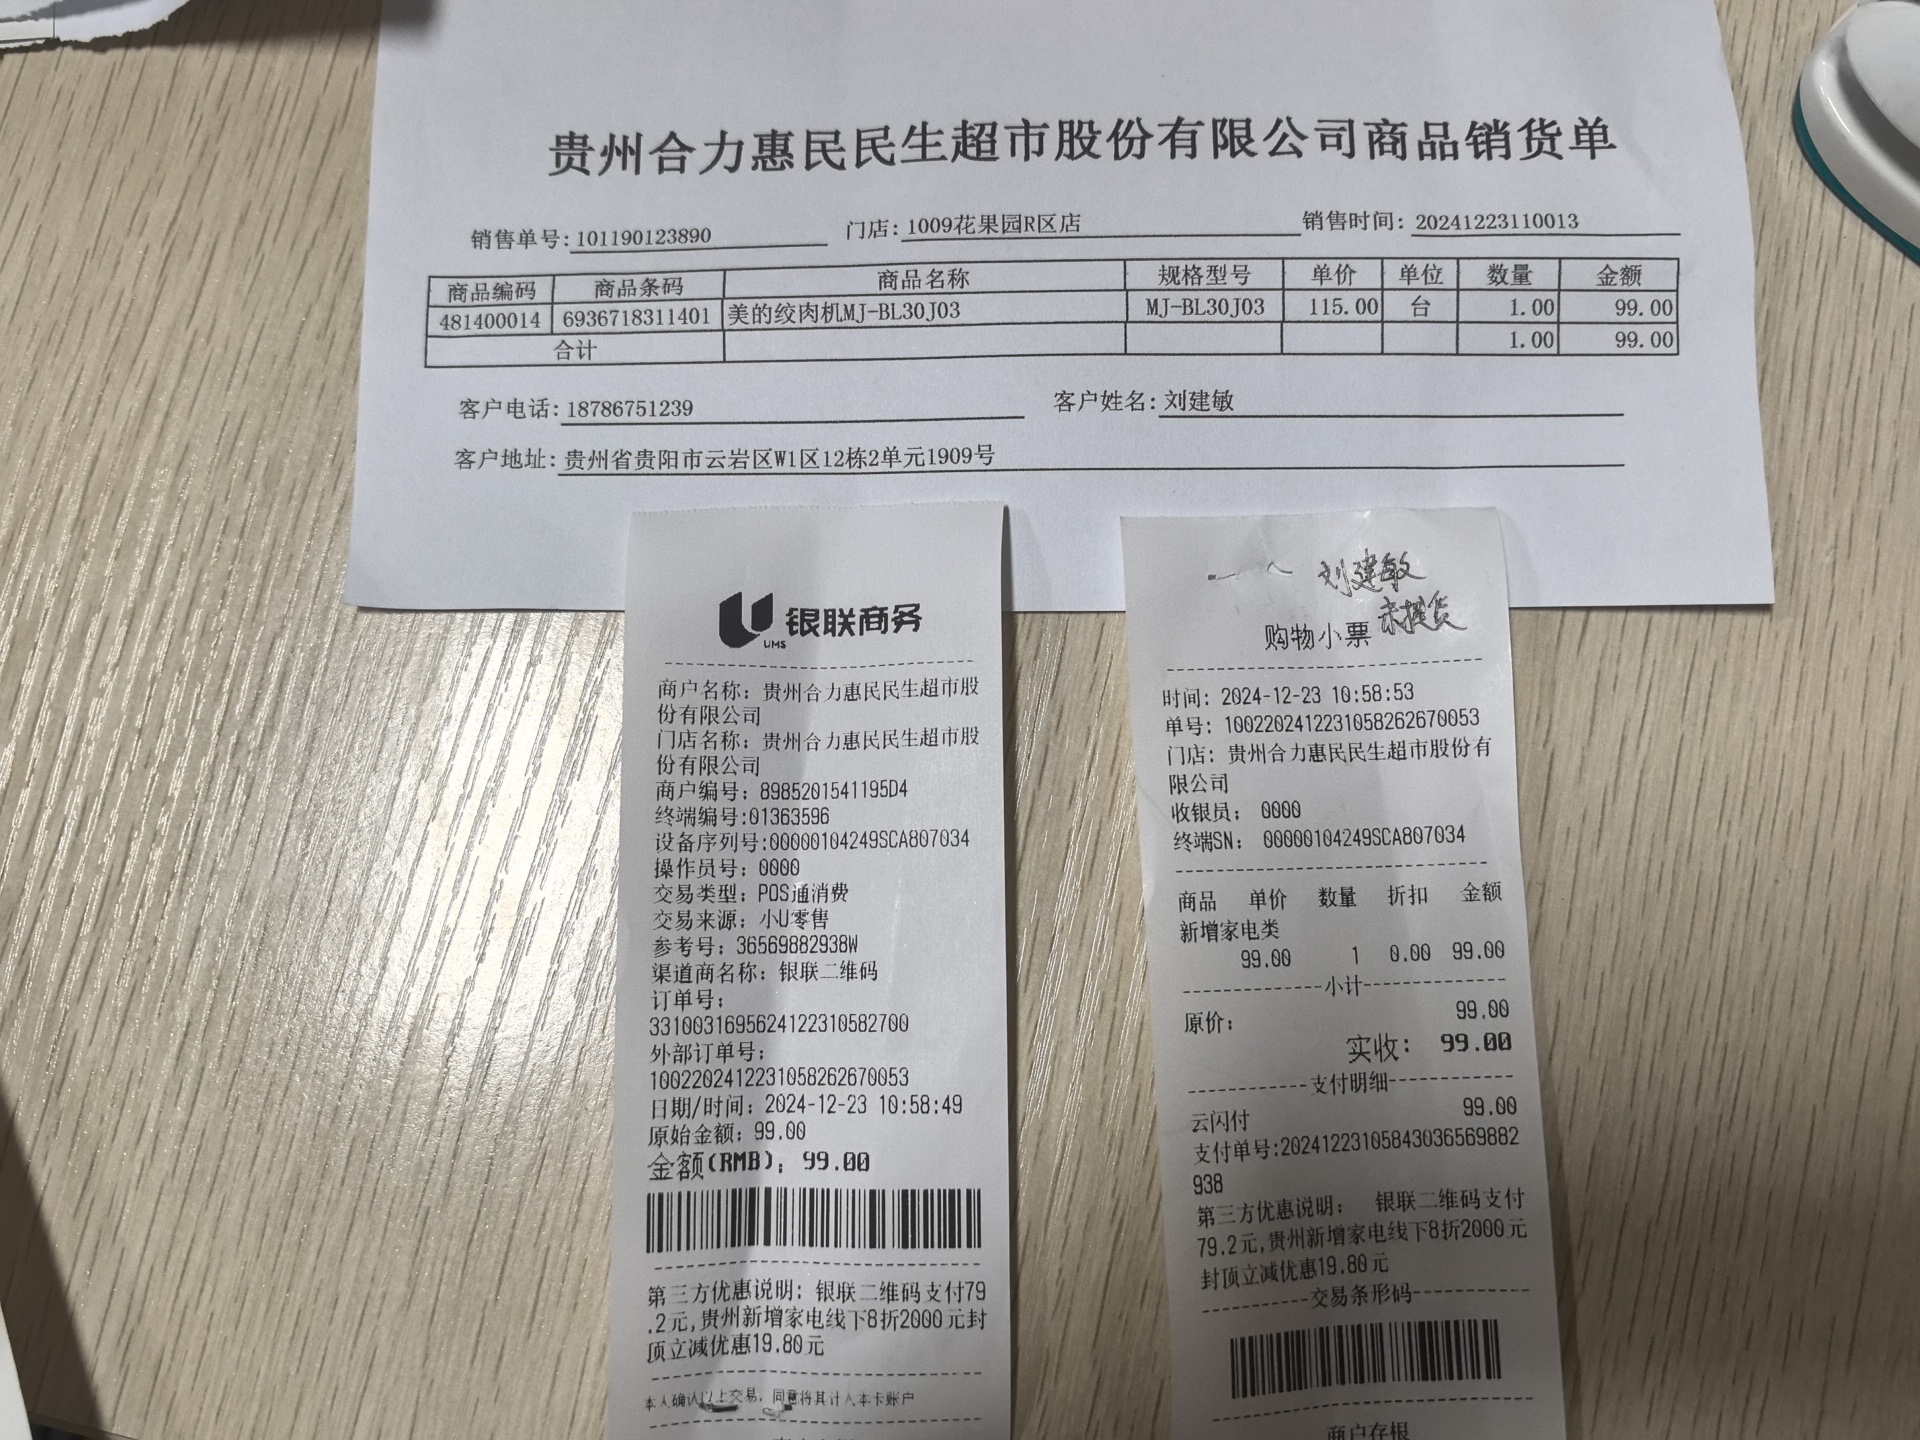 贵州合力惠民民生超市股份有限公司商品销货单
销售单号:101190123890 门店:1009花果园R区店 销售时间:20241223110013
商品编码 商品条码 商品名称 规格型号 单价 单位 数量 金额
481400014 6936718311401 美的绞肉机MJ-BL30J03 MJ-BL30J03 115.00 台 1.00 99.00
合计 1.00 99.00
客户电话:18786751239 客户姓名:刘建敏
客户地址:贵州省贵阳市云岩区W1区12栋2单元1909号
银联商务
UMS
商户名称: 贵州合力惠民民生超市股
份有限公司
门店名称: 贵州合力惠民民生超市股
份有限公司
商户编号: 8985201541195D4
终端编号:01363596
设备序列号:00000104249SCA807034
操作员号: 0000
交易类型: POS通消费
交易来源: 小U零售
参考号: 36569882938W
渠道商名称: 银联二维码
订单号:
3310031695624122310582700
外部订单号:
1002202412231058262670053
日期/时间: 2024-12-23 10:58:49
原始金额: 99.00
金额(RMB): 99.00
第三方优惠说明: 银联二维码支付79
.2元,贵州新增家电线下8折2000元封
顶立减优惠19.80元
本人确认以上交易, 同意将其计入本卡账户
刘建敏
未提货
购物小票
时间: 2024-12-23 10:58:53
单号: 1002202412231058262670053
门店: 贵州合力惠民民生超市股份有
限公司
收银员: 0000
终端SN: 00000104249SCA807034
商品 单价 数量 折扣 金额
新增家电类
99.00 1 0.00 99.00
小计
原价: 99.00
实收: 99.00
支付明细
云闪付 99.00
支付单号:20241223105843036569882
938
第三方优惠说明: 银联二维码支付
79.2元,贵州新增家电线下8折2000元
封顶立减优惠19.80元
交易条形码
商户存根